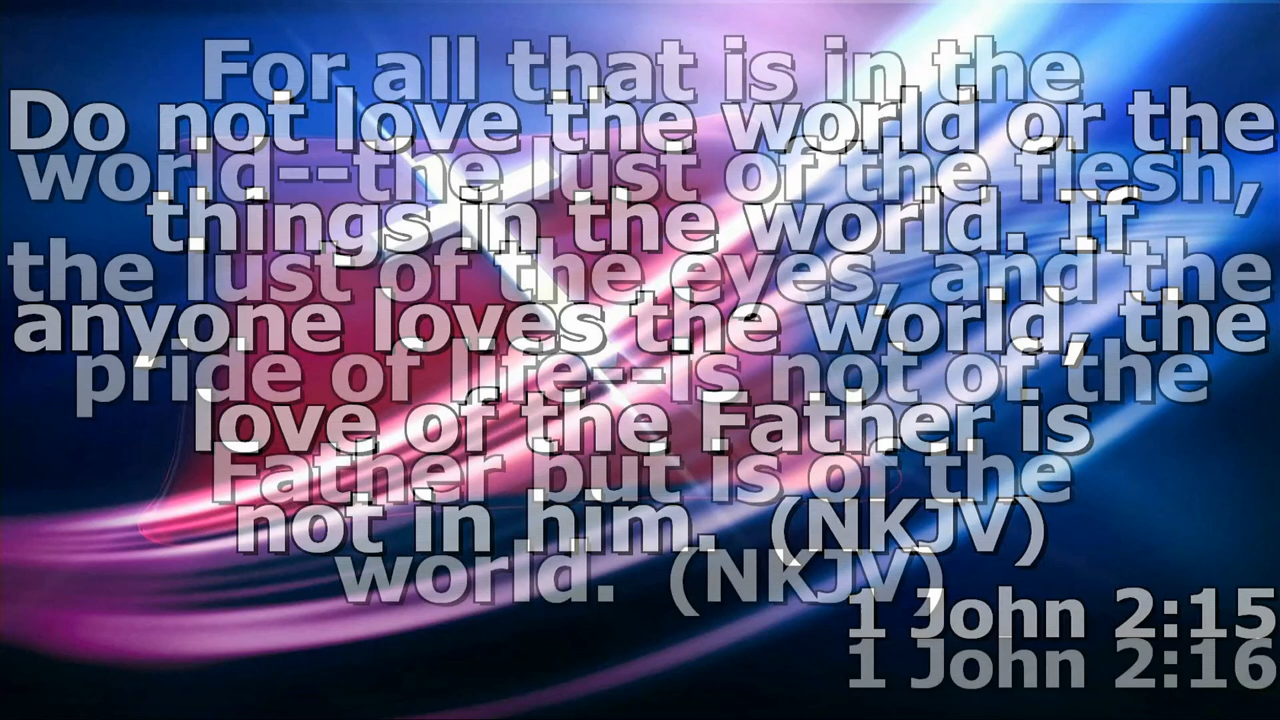 For all that is in the
Do not love the world or the
world--the lust of the flesh,
things in the world. If
the lust of the eyes, and the
anyone loves the world, the
pride of life--is not of the
love of the Father is
Father but is of the
not in him. (NKJV)
world. (NKJV)
1 John 2:15
1 John 2:16